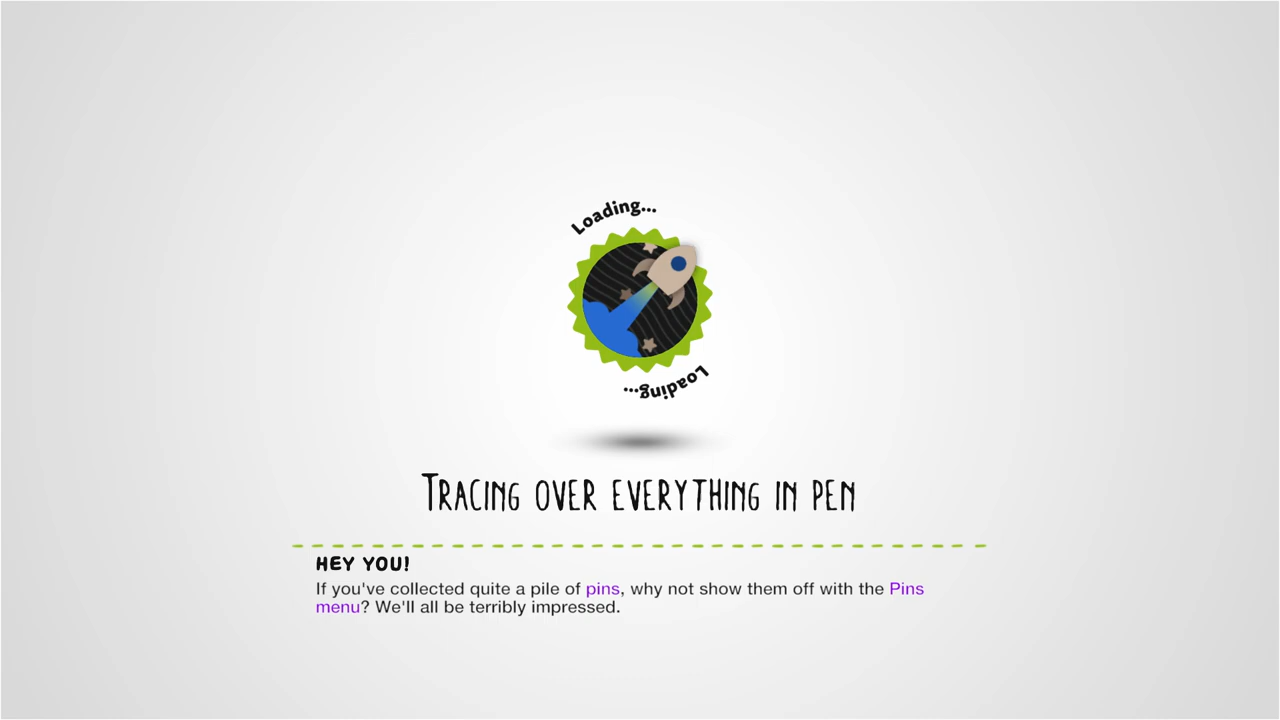 Loading...
Loading...
Tracing over everything in pen
HEY YOU!
If you've collected quite a pile of pins, why not show them off with the Pins
menu? We'll all be terribly impressed.